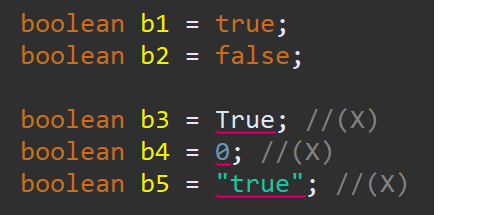 boolean b1 = true;
boolean b2 = false;
boolean b3 = True; //(X)
boolean b4 = 0; //(X)
boolean b5 = "true"; //(X)